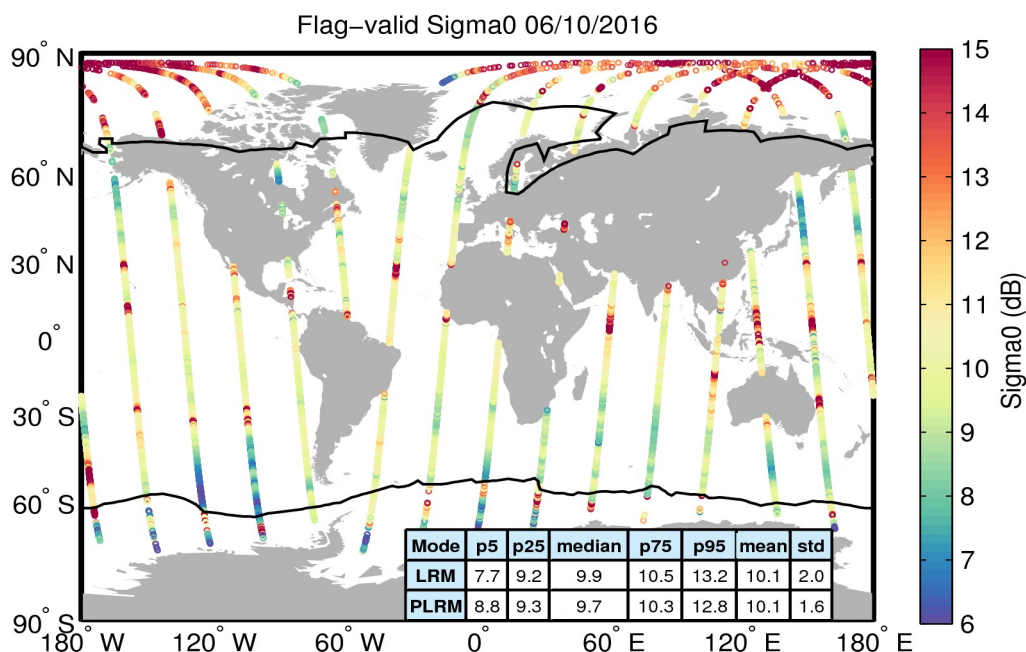 Flag−valid Sigma0 06/10/2016
90° N
60° N
30° N
0°
30° S
60° S
90° S
180° W
120° W
60° W
0°
60° E
120° E
180° E
Mode p5 p25 median p75 p95 mean std
LRM 7.7 9.2 9.9 10.5 13.2 10.1 2.0
PLRM 8.8 9.3 9.7 10.3 12.8 10.1 1.6
15
14
13
12
11
10
9
8
7
6
Sigma0 (dB)